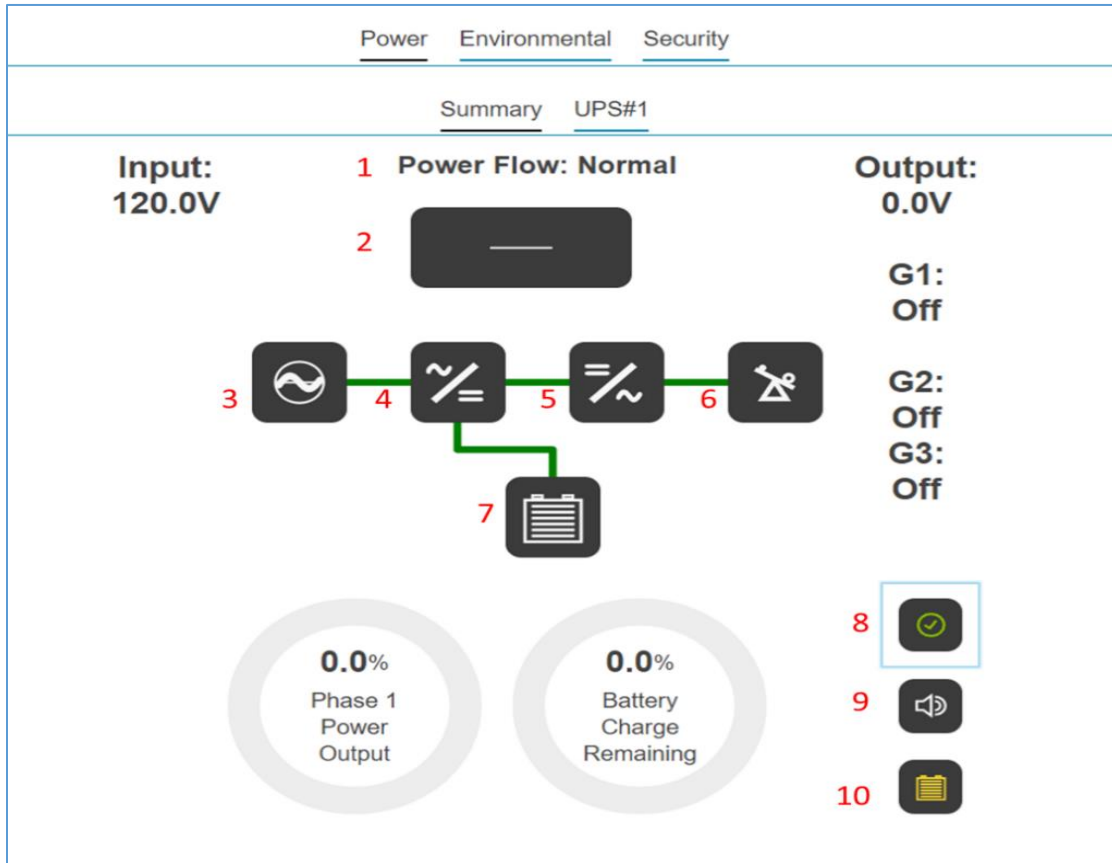 Power Environmental Security
Summary UPS#1
Input:
120.0V
1 Power Flow: Normal
Output:
0.0V
2
G1:
Off
3
4
5
6
G2:
Off
G3:
Off
7
8
0.0%
Phase 1
Power
Output
0.0%
Battery
Charge
Remaining
9
10